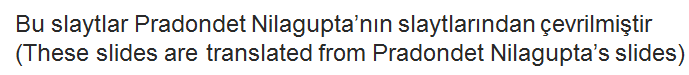 Bu slaytlar Pradondet Nilagupta’nın slaytlarından çevrilmiştir
(These slides are translated from Pradondet Nilagupta’s slides)